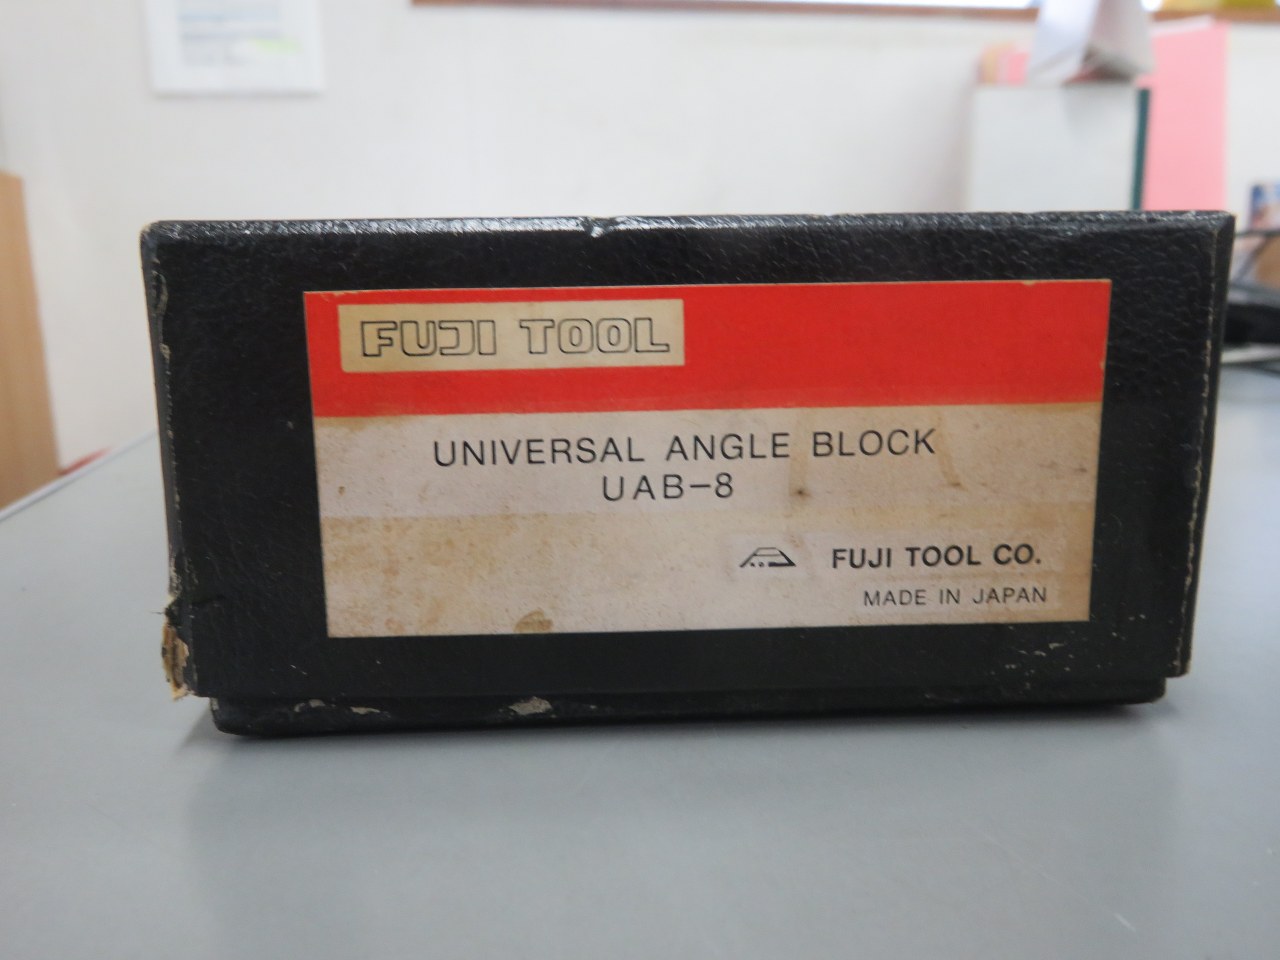 FUJI TOOL
UNIVERSAL ANGLE BLOCK
UAB-8
FUJI TOOL CO.
MADE IN JAPAN